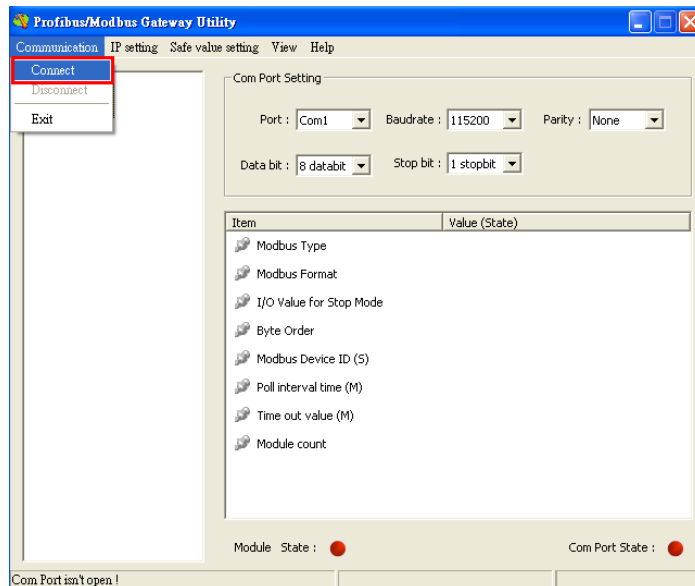 Profibus/Modbus Gateway Utility
Communication IP setting Safe value setting View Help
Connect
Disconnect
Exit
Com Port Setting
Port : Com1 Baudrate : 115200 Parity : None
Data bit : 8 databit Stop bit : 1 stopbit
Item Value (State)
Modbus Type
Modbus Format
I/O Value for Stop Mode
Byte Order
Modbus Device ID (S)
Poll interval time (M)
Time out value (M)
Module count
Module State : Com Port State :
Com Port isn't open !